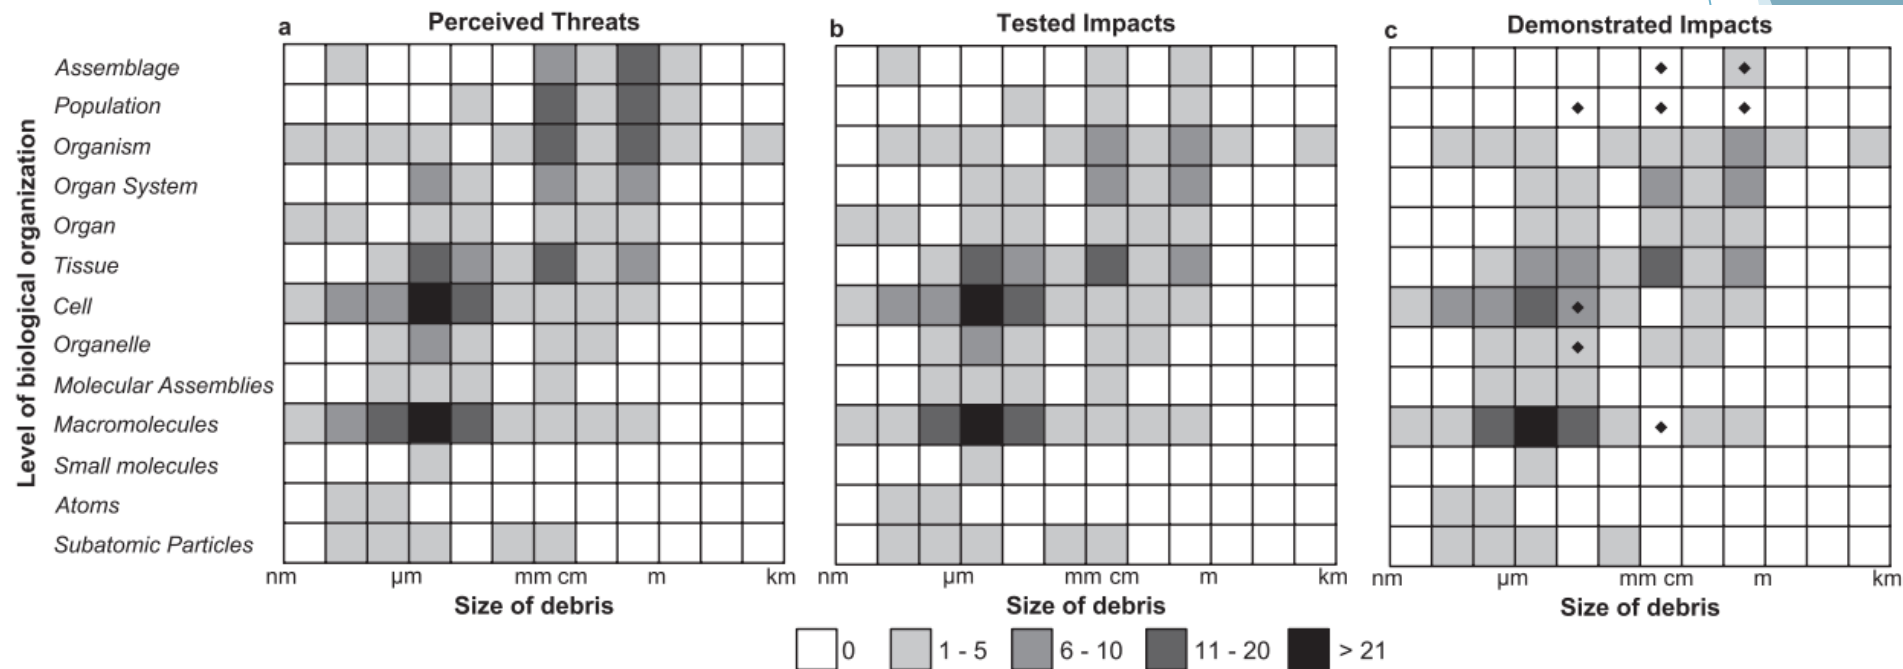 a Perceived Threats
b Tested Impacts
c Demonstrated Impacts
Level of biological organization
Assemblage
Population
Organism
Organ System
Organ
Tissue
Cell
Organelle
Molecular Assemblies
Macromolecules
Small molecules
Atoms
Subatomic Particles
nm µm mm cm m km
nm µm mm cm m km
nm µm mm cm m km
Size of debris
Size of debris
Size of debris
0 1 - 5 6 - 10 11 - 20 > 21